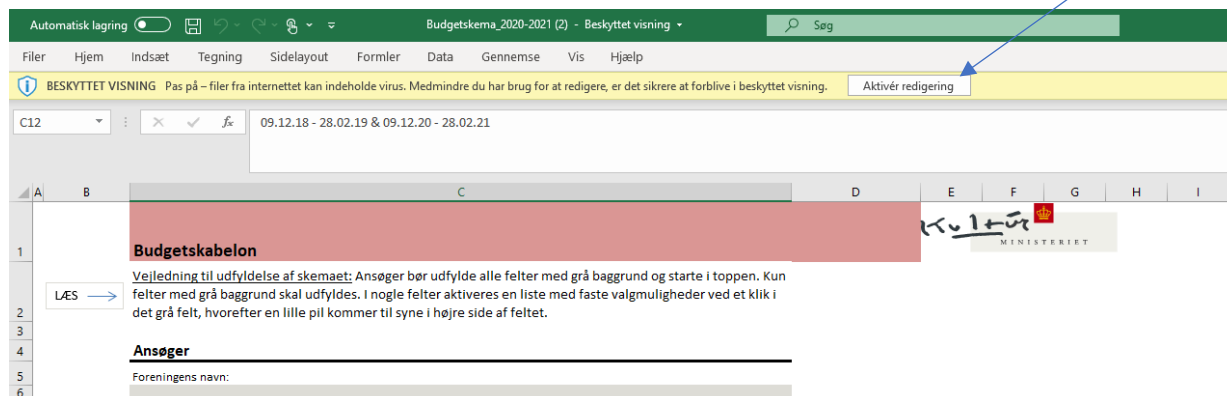 Automatisk lagring Budgetskema_2020-2021 (2) - Beskyttet visning Søg
Filer Hjem Indsæt Tegning Sidelayout Formler Data Gennemse Vis Hjælp
BESKYTTET VISNING Pas på – filer fra internettet kan indeholde virus. Medmindre du har brug for at redigere, er det sikrere at forblive i beskyttet visning. Aktivér redigering
C12 fx 09.12.18 - 28.02.19 & 09.12.20 - 28.02.21
A B C D E F G H I
1 Budgetskabelon
Kultur
MINISTERIET
Vejledning til udfyldelse af skemaet: Ansøger bør udfylde alle felter med grå baggrund og starte i toppen. Kun
LÆS felter med grå baggrund skal udfyldes. I nogle felter aktiveres en liste med faste valgmuligheder ved et klik i
2 det grå felt, hvorefter en lille pil kommer til syne i højre side af feltet.
3
4 Ansøger
5 Foreningens navn:
6